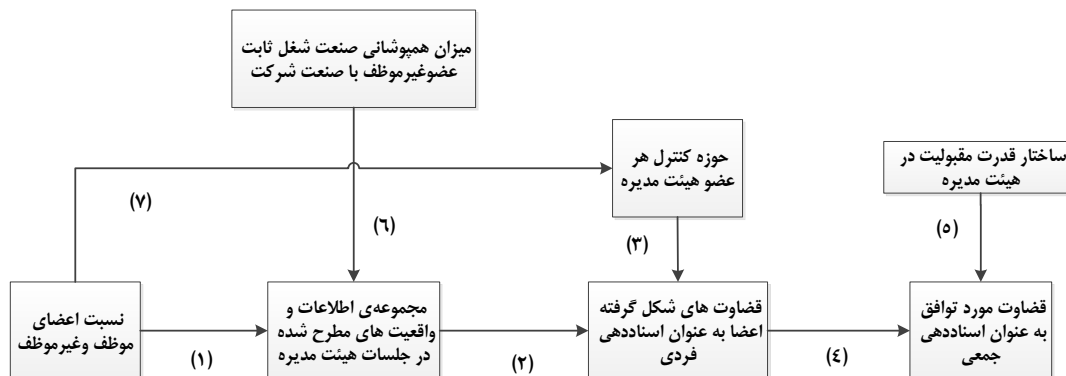 میزان همپوشانی صنعت شغل ثابت
عضوغیرموظف با صنعت شرکت
حوزه کنترل هر
عضو هیئت مدیره
ساختار قدرت مقبولیت در
هیئت مدیره
(۷)
(۶)
(۳)
(۵)
نسبت اعضای
موظف وغیرموظف
(۱)
مجموعه‌ی اطلاعات و
واقعیت های مطرح شده
در جلسات هیئت مدیره
(۲)
قضاوت های شکل گرفته
اعضا به عنوان اسناددهی
فردی
(۴)
قضاوت مورد توافق
به عنوان اسناددهی
جمعی